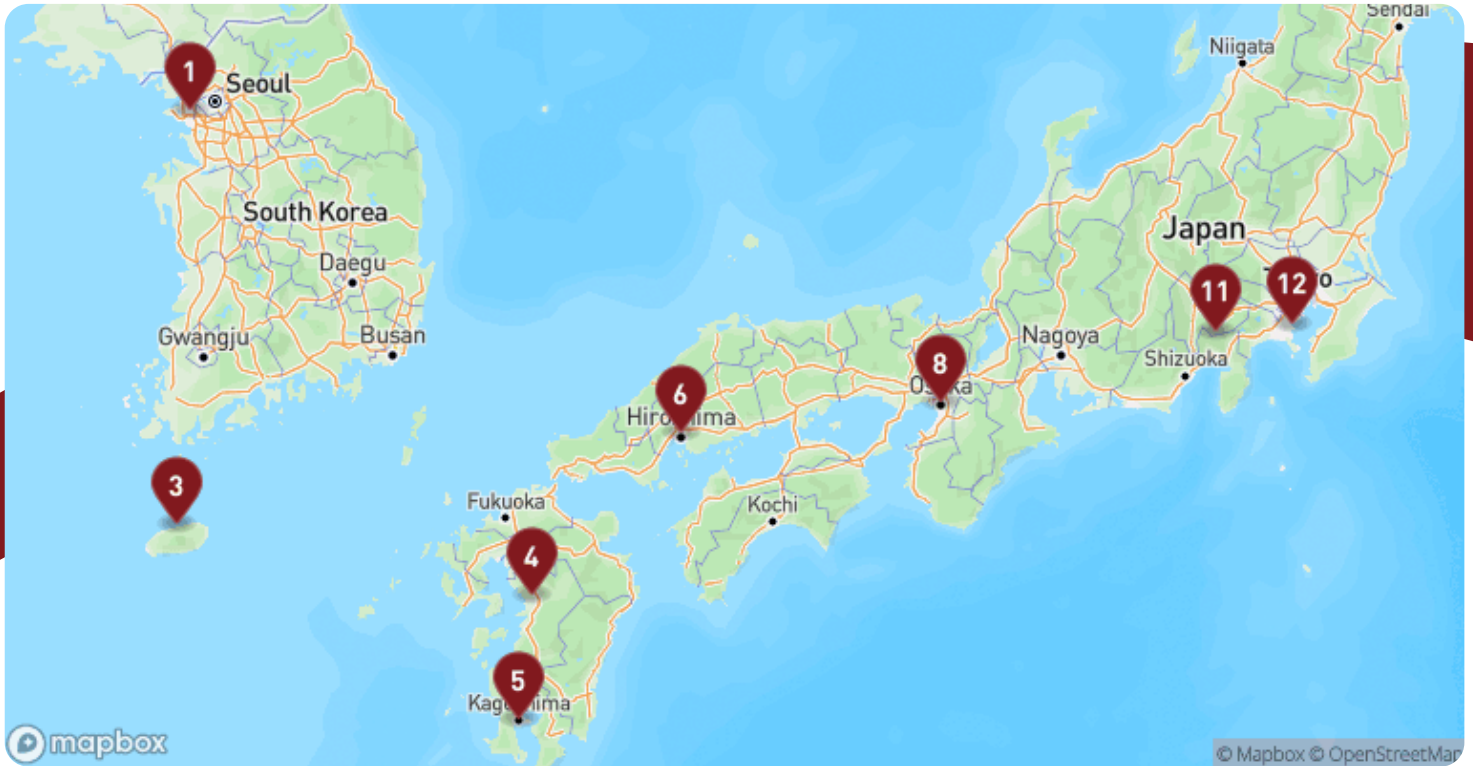 Sendai
Niigata
1
Seoul
South Korea
Japan
Daegu
11
12
Gwangju
Busan
Nagoya
Shizuoka
8
6
3
Fukuoka
Kochi
4
5
mapbox
© Mapbox © OpenStreetMap